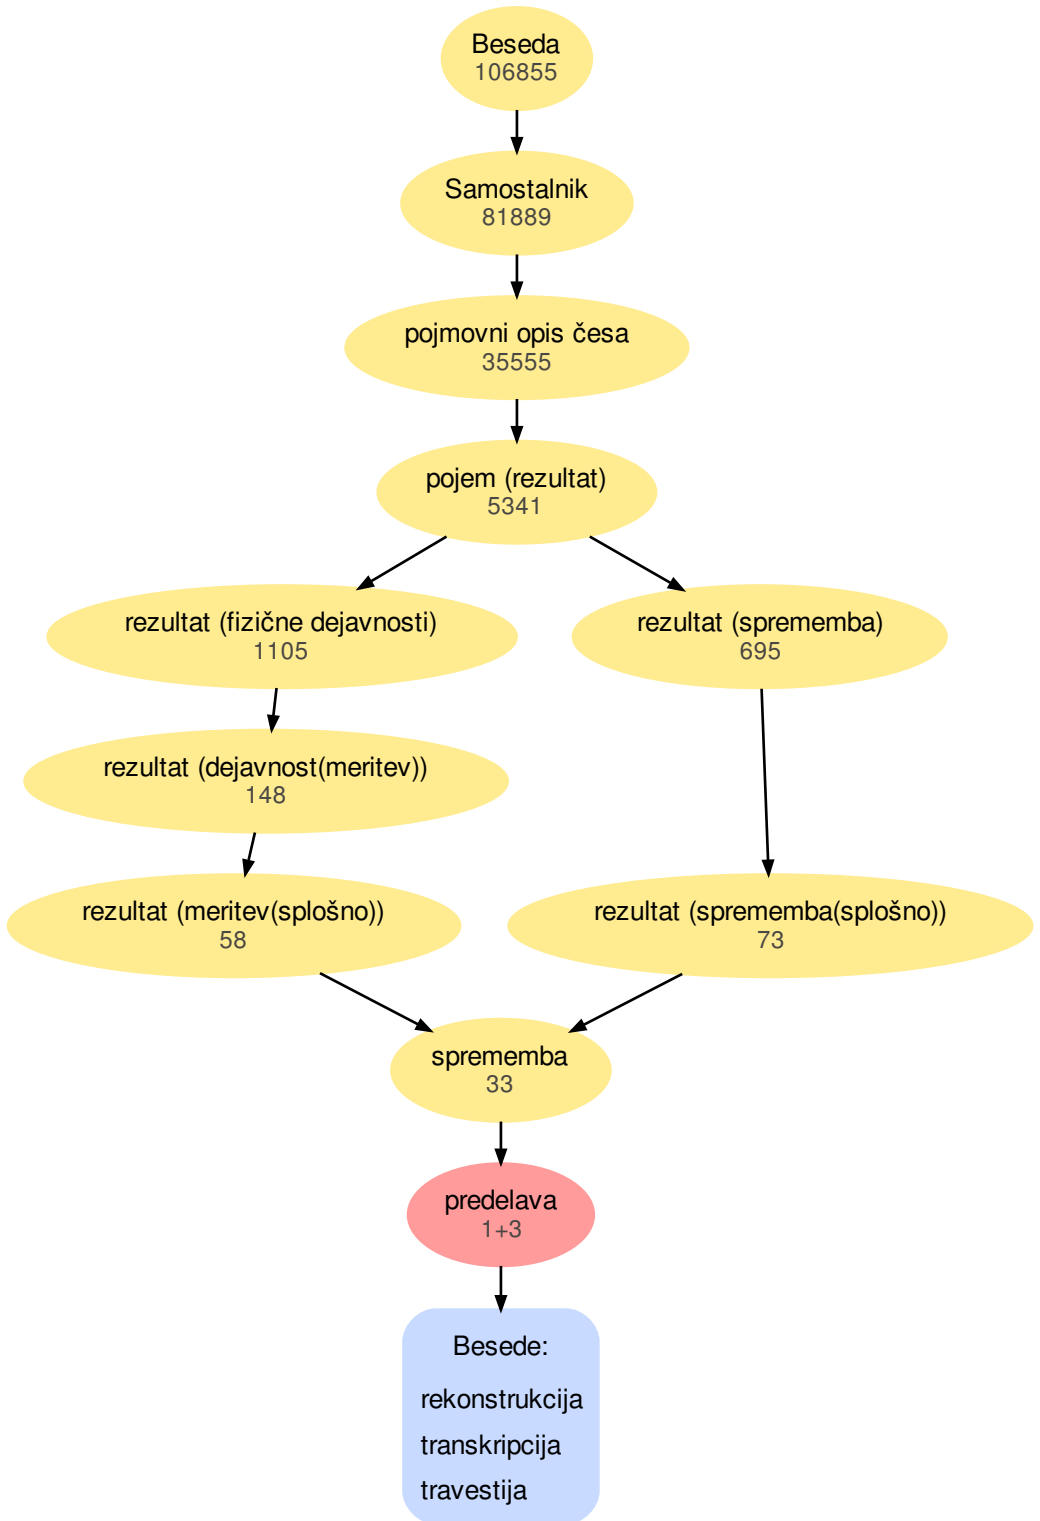 Beseda
106855
Samostalnik
81889
pojmovni opis česa
35555
pojem (rezultat)
5341
rezultat (fizične dejavnosti)
1105
rezultat (sprememba)
695
rezultat (dejavnost(meritev))
148
rezultat (meritev(splošno))
58
rezultat (sprememba(splošno))
73
sprememba
33
predelava
1+3
Besede:
rekonstrukcija
transkripcija
travestija